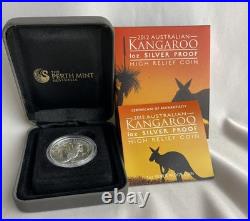 THE
PERTH MINT
AUSTRALIA
2012 AUSTRALIAN
KANGAROO
1oz SILVER PROOF
HIGH RELIEF COIN
CERTIFICATE OF AUTHENTICITY
2012 AUSTRALIAN
KANGAROO
1oz SILVER PROOF
HIGH RELIEF COIN